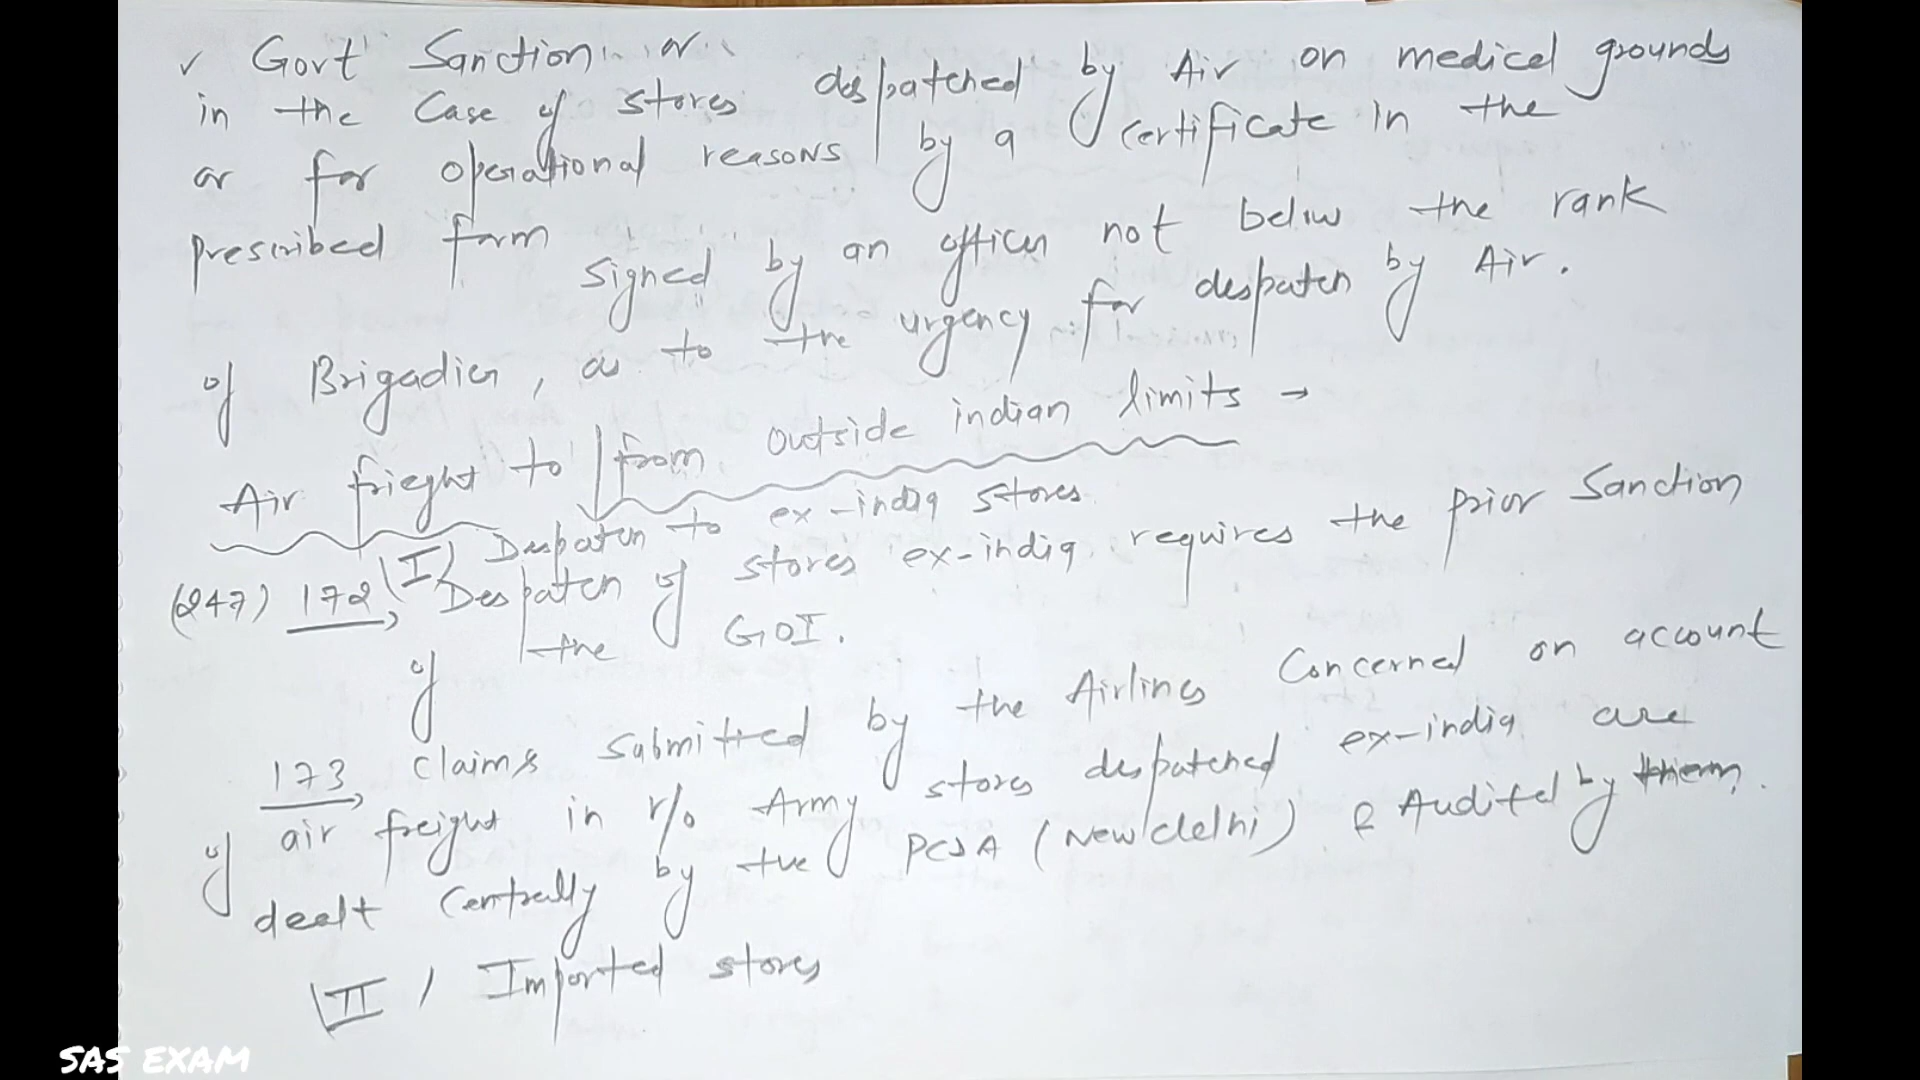 ✓ Govt Sanction or
in the Case of stores despatched by Air on medical grounds
or for operational reasons by a certificate in the
prescribed form signed by an officer not below the rank
of Brigadier, as to the urgency for despatch by Air.
Air frieght to / from outside indian limits →
(I) Despatch to ex-india stores
(247) 172, Despatch of stores ex-india requires the prior Sanction
of the GOI.
173, claims submitted by the Airlines Concerned on account
of air freight in r/o Army stores despatched ex-india are
dealt Centrally by the PCDA (New delhi) & Audited by them.
(II) Imported stores
SAS EXAM